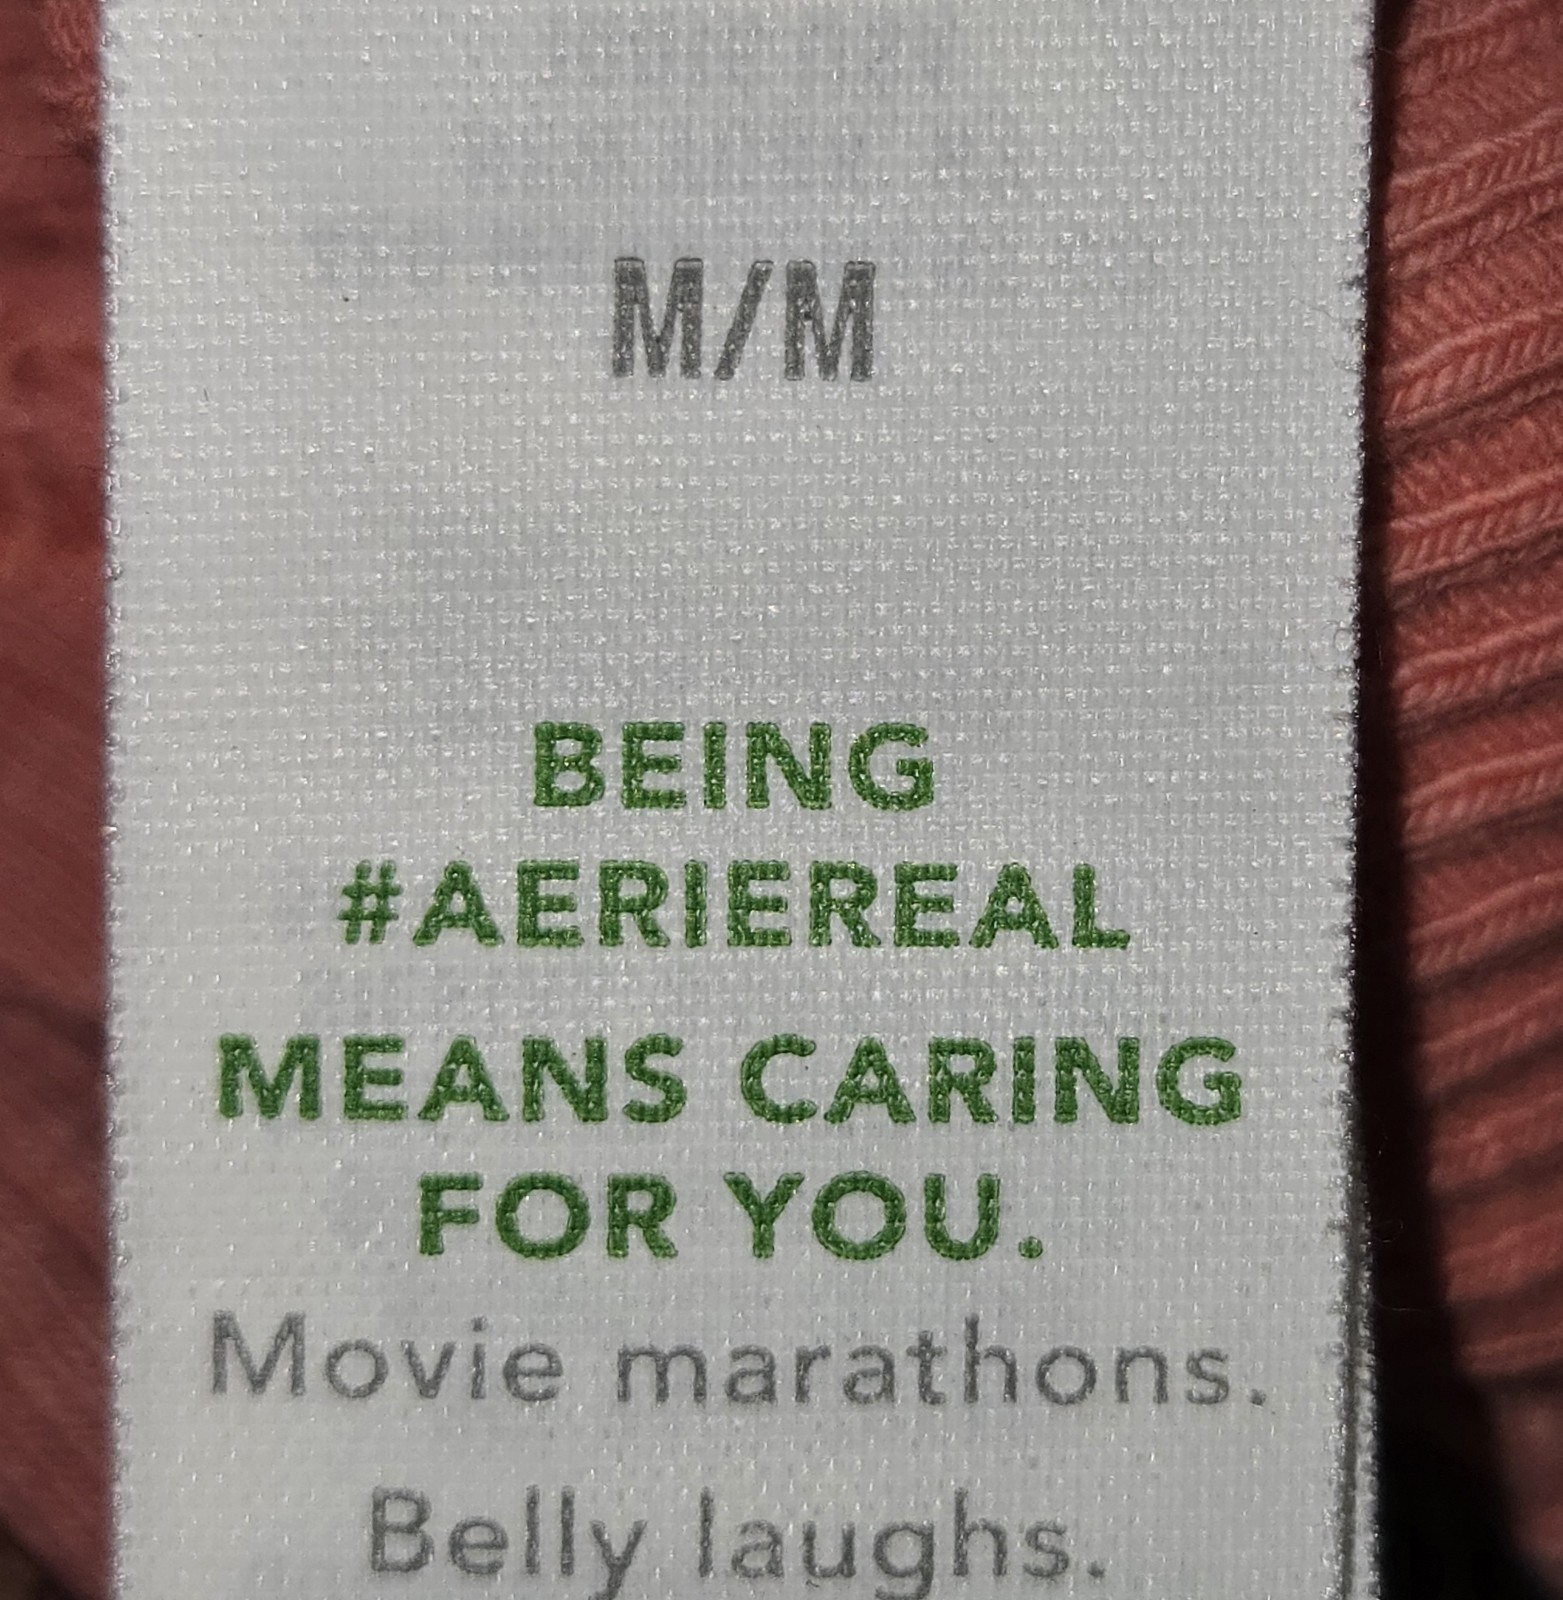 M/M
BEING
#AERIEREAL
MEANS CARING
FOR YOU.
Movie marathons.
Belly laughs.